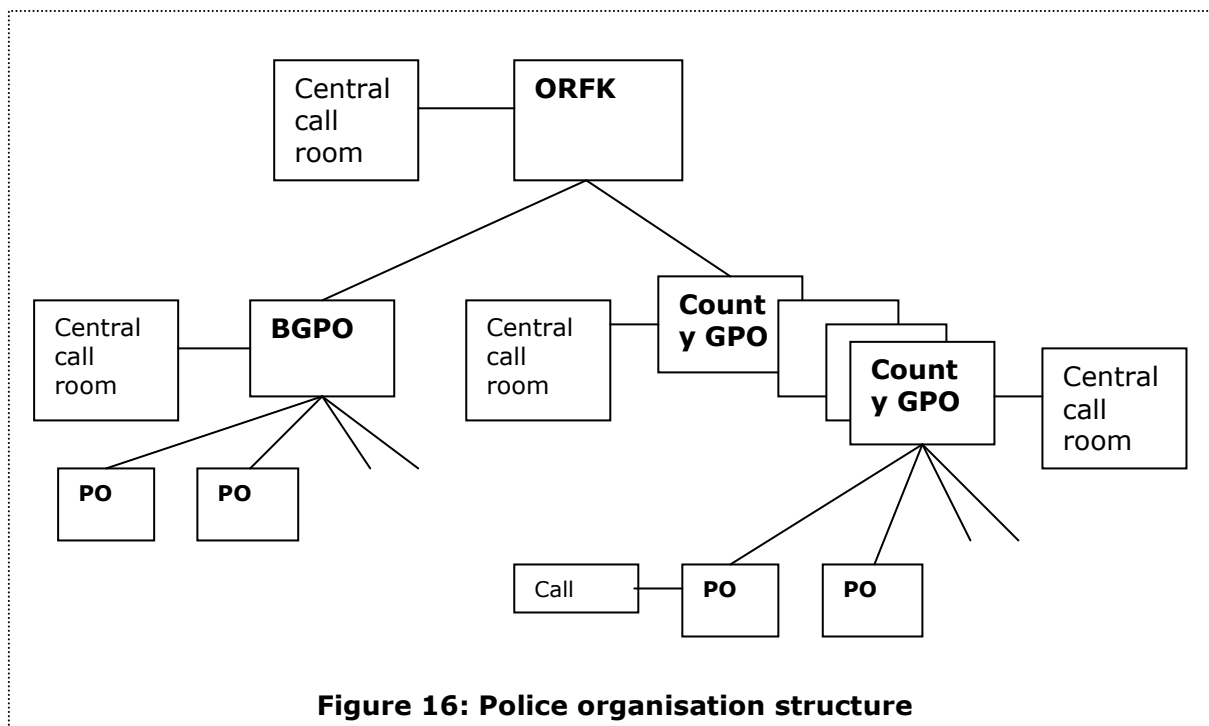 Central
call
room
ORFK
Central
call
room
BGPO
Central
call
room
Count
y GPO
Count
y GPO
Central
call
room
PO
PO
Call
PO
PO
Figure 16: Police organisation structure